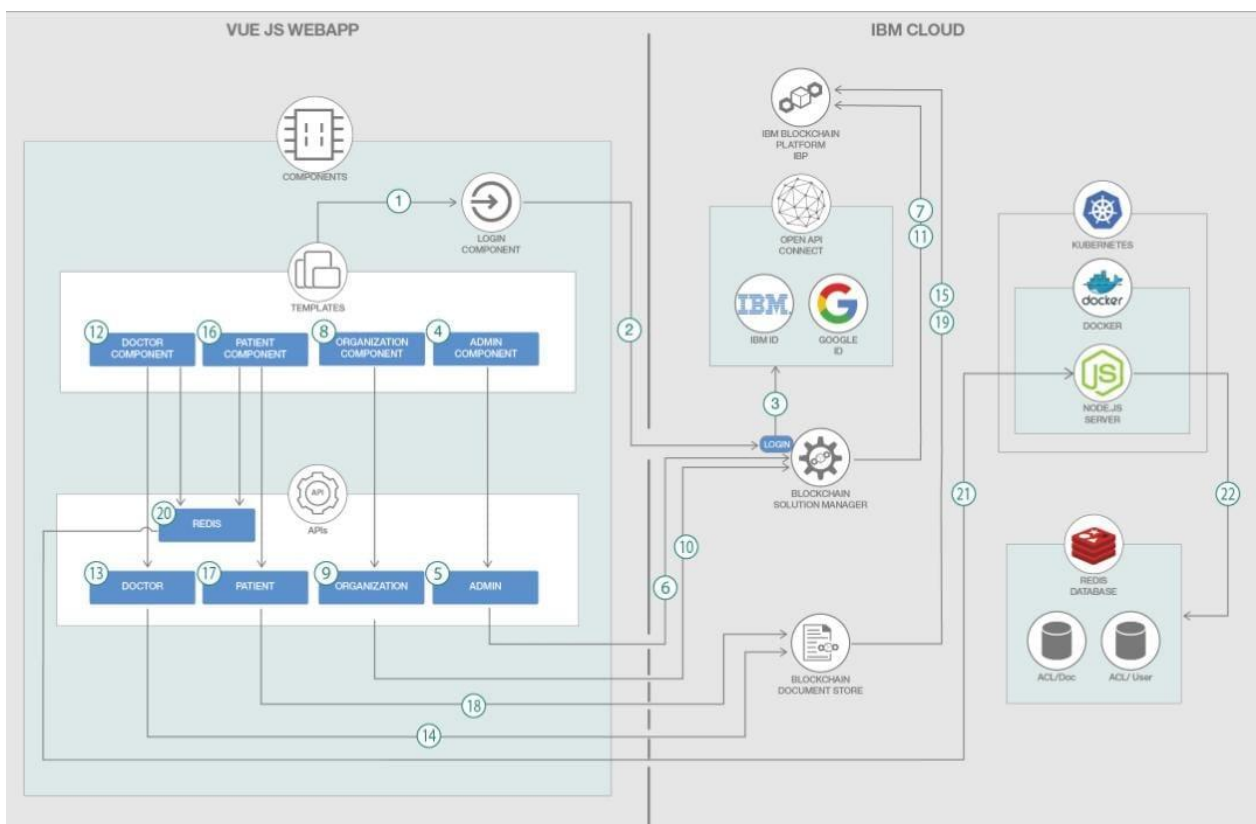 VUE JS WEBAPP
IBM CLOUD
COMPONENTS
1
LOGIN
COMPONENT
TEMPLATES
12
DOCTOR
COMPONENT
16
PATIENT
COMPONENT
8
ORGANIZATION
COMPONENT
4
ADMIN
COMPONENT
2
API
APIs
20
REDIS
13
DOCTOR
17
PATIENT
9
ORGANIZATION
5
ADMIN
10
6
18
14
IBM BLOCKCHAIN
PLATFORM
IBP
OPEN API
CONNECT
IBM
IBM ID
G
GOOGLE
ID
3
LOGIN
BLOCKCHAIN
SOLUTION MANAGER
7
11
15
19
BLOCKCHAIN
DOCUMENT STORE
KUBERNETES
docker
DOCKER
JS
NODE.JS
SERVER
21
22
REDIS
DATABASE
ACL/Doc
ACL/ User